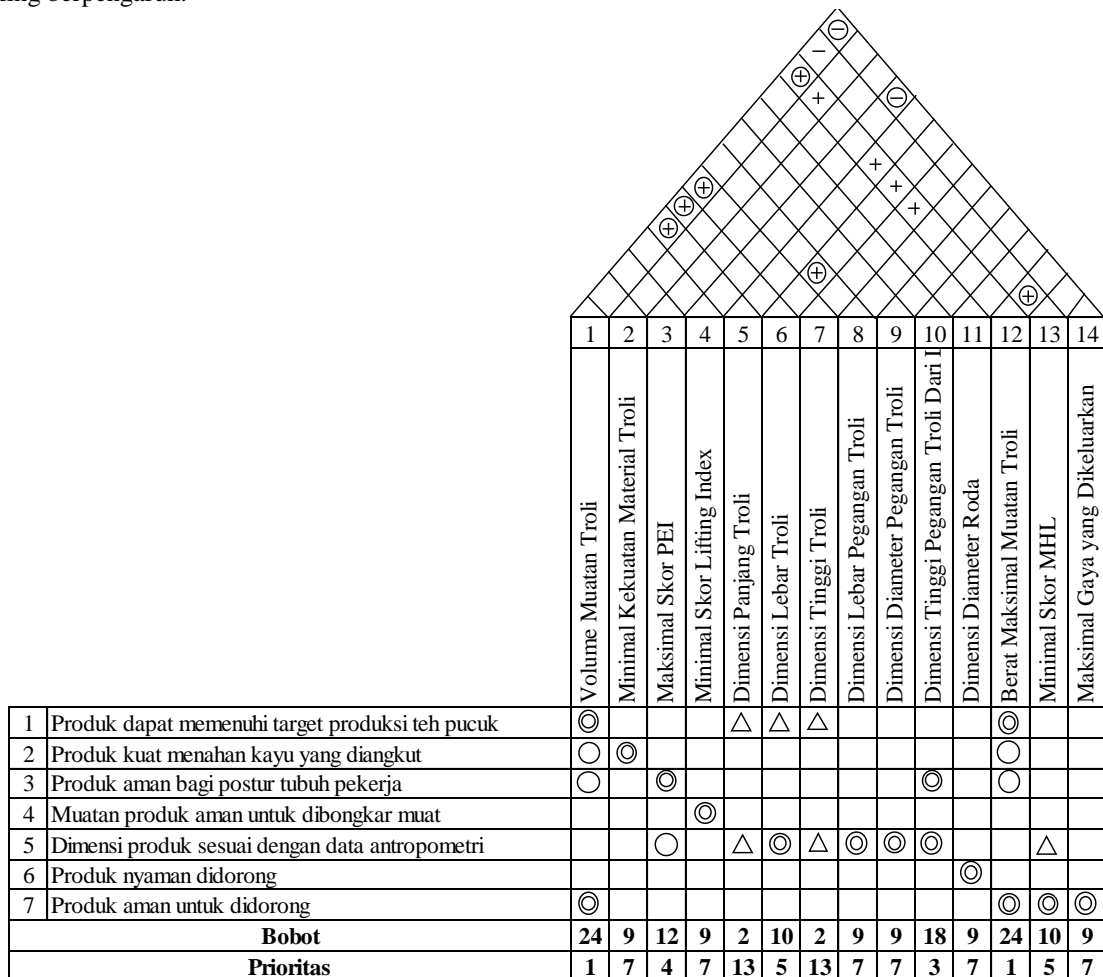 berpengaruh.
1 2 3 4 5 6 7 8 9 10 11 12 13 14
Volume Muatan Troli
Minimal Kekuatan Material Troli
Maksimal Skor PEI
Minimal Skor Lifting Index
Dimensi Panjang Troli
Dimensi Lebar Troli
Dimensi Tinggi Troli
Dimensi Lebar Pegangan Troli
Dimensi Diameter Pegangan Troli
Dimensi Tinggi Pegangan Troli Dari
Dimensi Diameter Roda
Berat Maksimal Muatan Troli
Minimal Skor MHL
Maksimal Gaya yang Dikeluarkan
1 Produk dapat memenuhi target produksi teh pucuk
2 Produk kuat menahan kayu yang diangkut
3 Produk aman bagi postur tubuh pekerja
4 Muatan produk aman untuk dibongkar muat
5 Dimensi produk sesuai dengan data antropometri
6 Produk nyaman didorong
7 Produk aman untuk didorong
Bobot 24 9 12 9 2 10 2 9 9 18 9 24 10 9
Prioritas 1 7 4 7 13 5 13 7 7 3 7 1 5 7